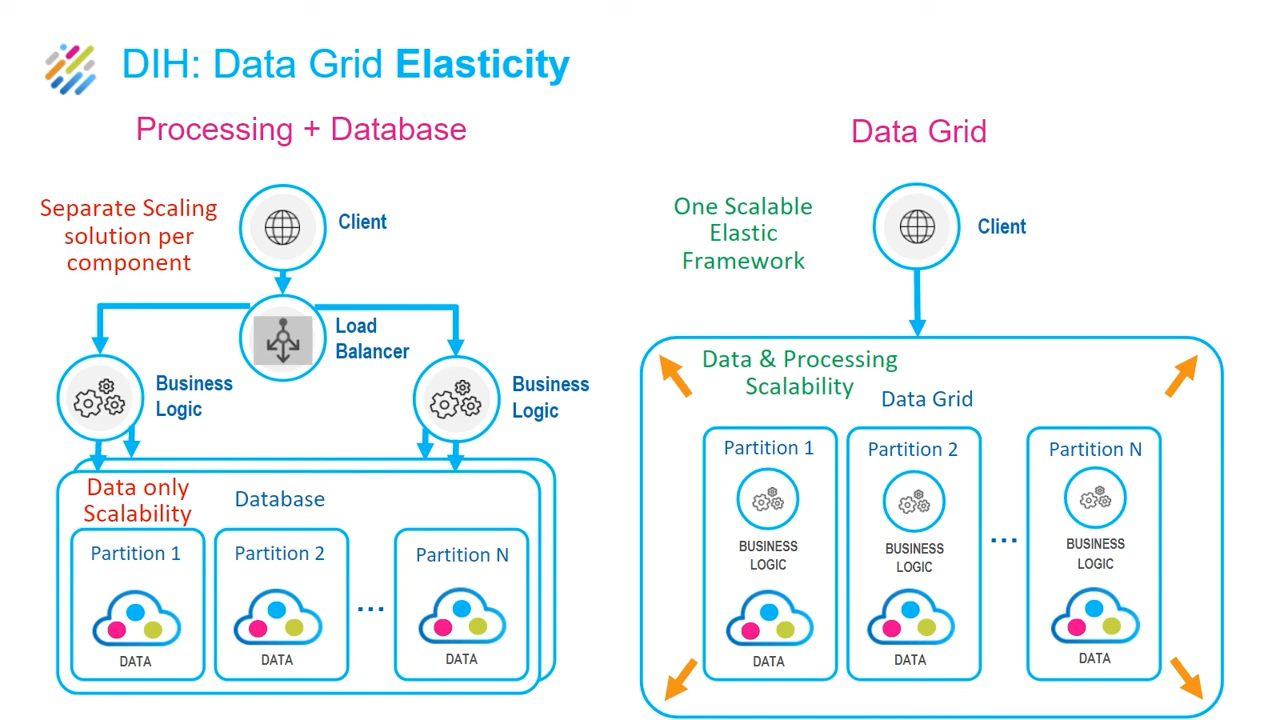 DIH: Data Grid Elasticity
Processing + Database
Separate Scaling
solution per
component
Client
Load
Balancer
Business
Logic
Business
Logic
Data only
Scalability
Database
Partition 1
DATA
Partition 2
DATA
...
Partition N
DATA
Data Grid
One Scalable
Elastic
Framework
Client
Data & Processing
Scalability
Data Grid
Partition 1
BUSINESS
LOGIC
DATA
Partition 2
BUSINESS
LOGIC
DATA
...
Partition N
BUSINESS
LOGIC
DATA